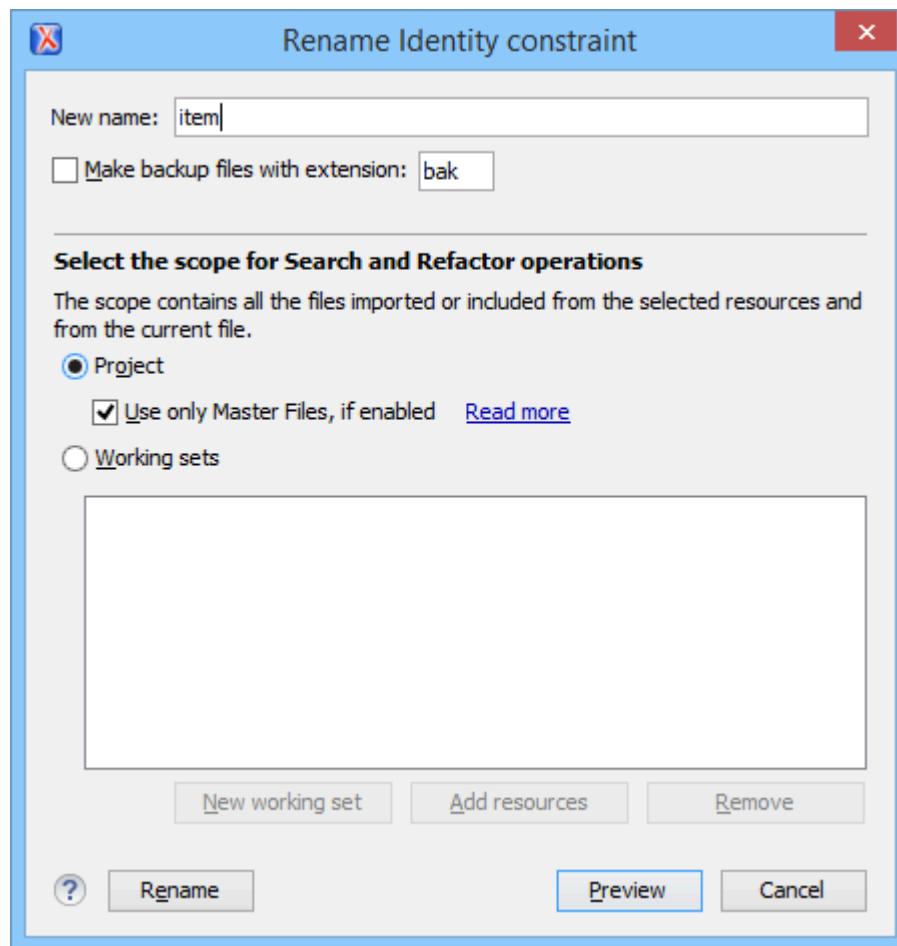 Rename Identity constraint
New name: item
Make backup files with extension: bak
Select the scope for Search and Refactor operations
The scope contains all the files imported or included from the selected resources and
from the current file.
Project
Use only Master Files, if enabled Read more
Working sets
New working set Add resources Remove
? Rename Preview Cancel